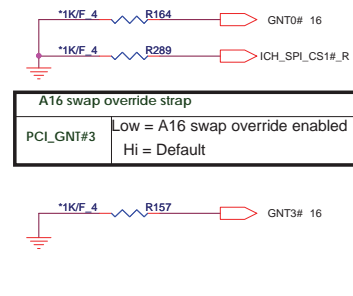 *1K/F_4 R164 GNT0# 16
*1K/F_4 R289 ICH_SPI_CS1#_R
A16 swap override strap
PCI_GNT#3 Low = A16 swap override enabled
Hi = Default
*1K/F_4 R157 GNT3# 16